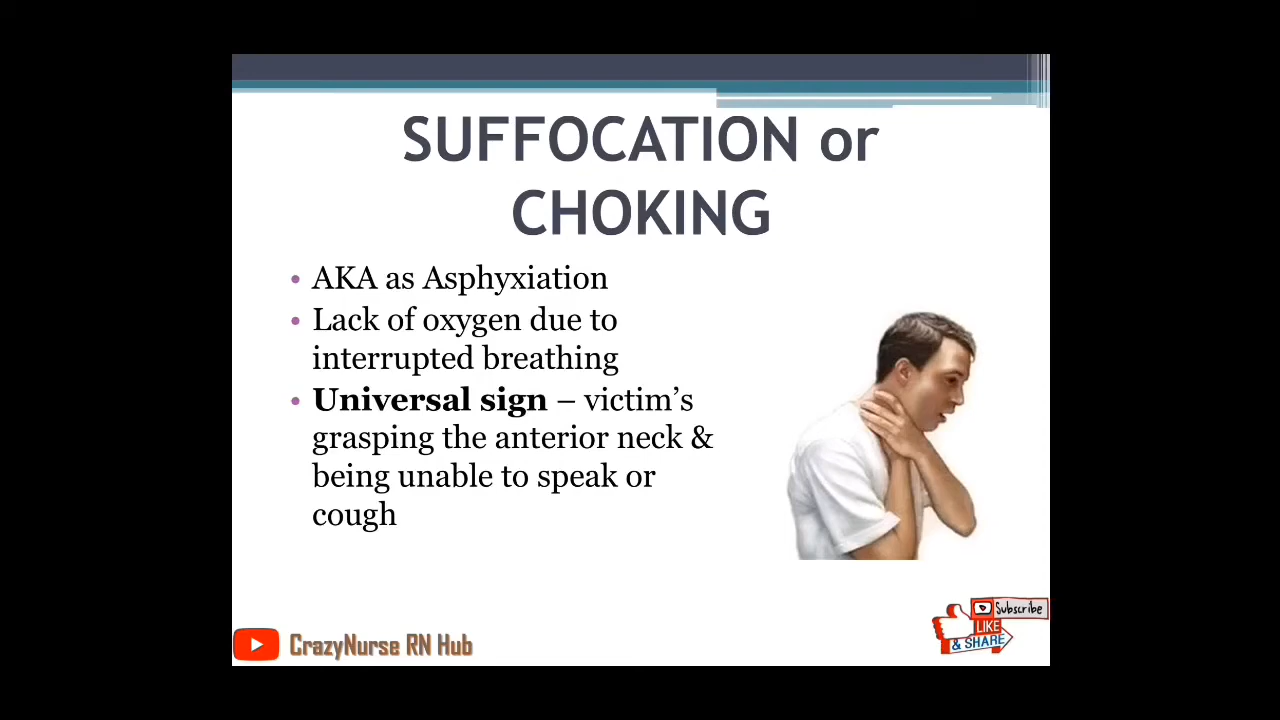 SUFFOCATION or
CHOKING
• AKA as Asphyxiation
• Lack of oxygen due to
interrupted breathing
• Universal sign – victim's
grasping the anterior neck &
being unable to speak or
cough
Subscribe
LIKE
& SHARE
CrazyNurse RN Hub